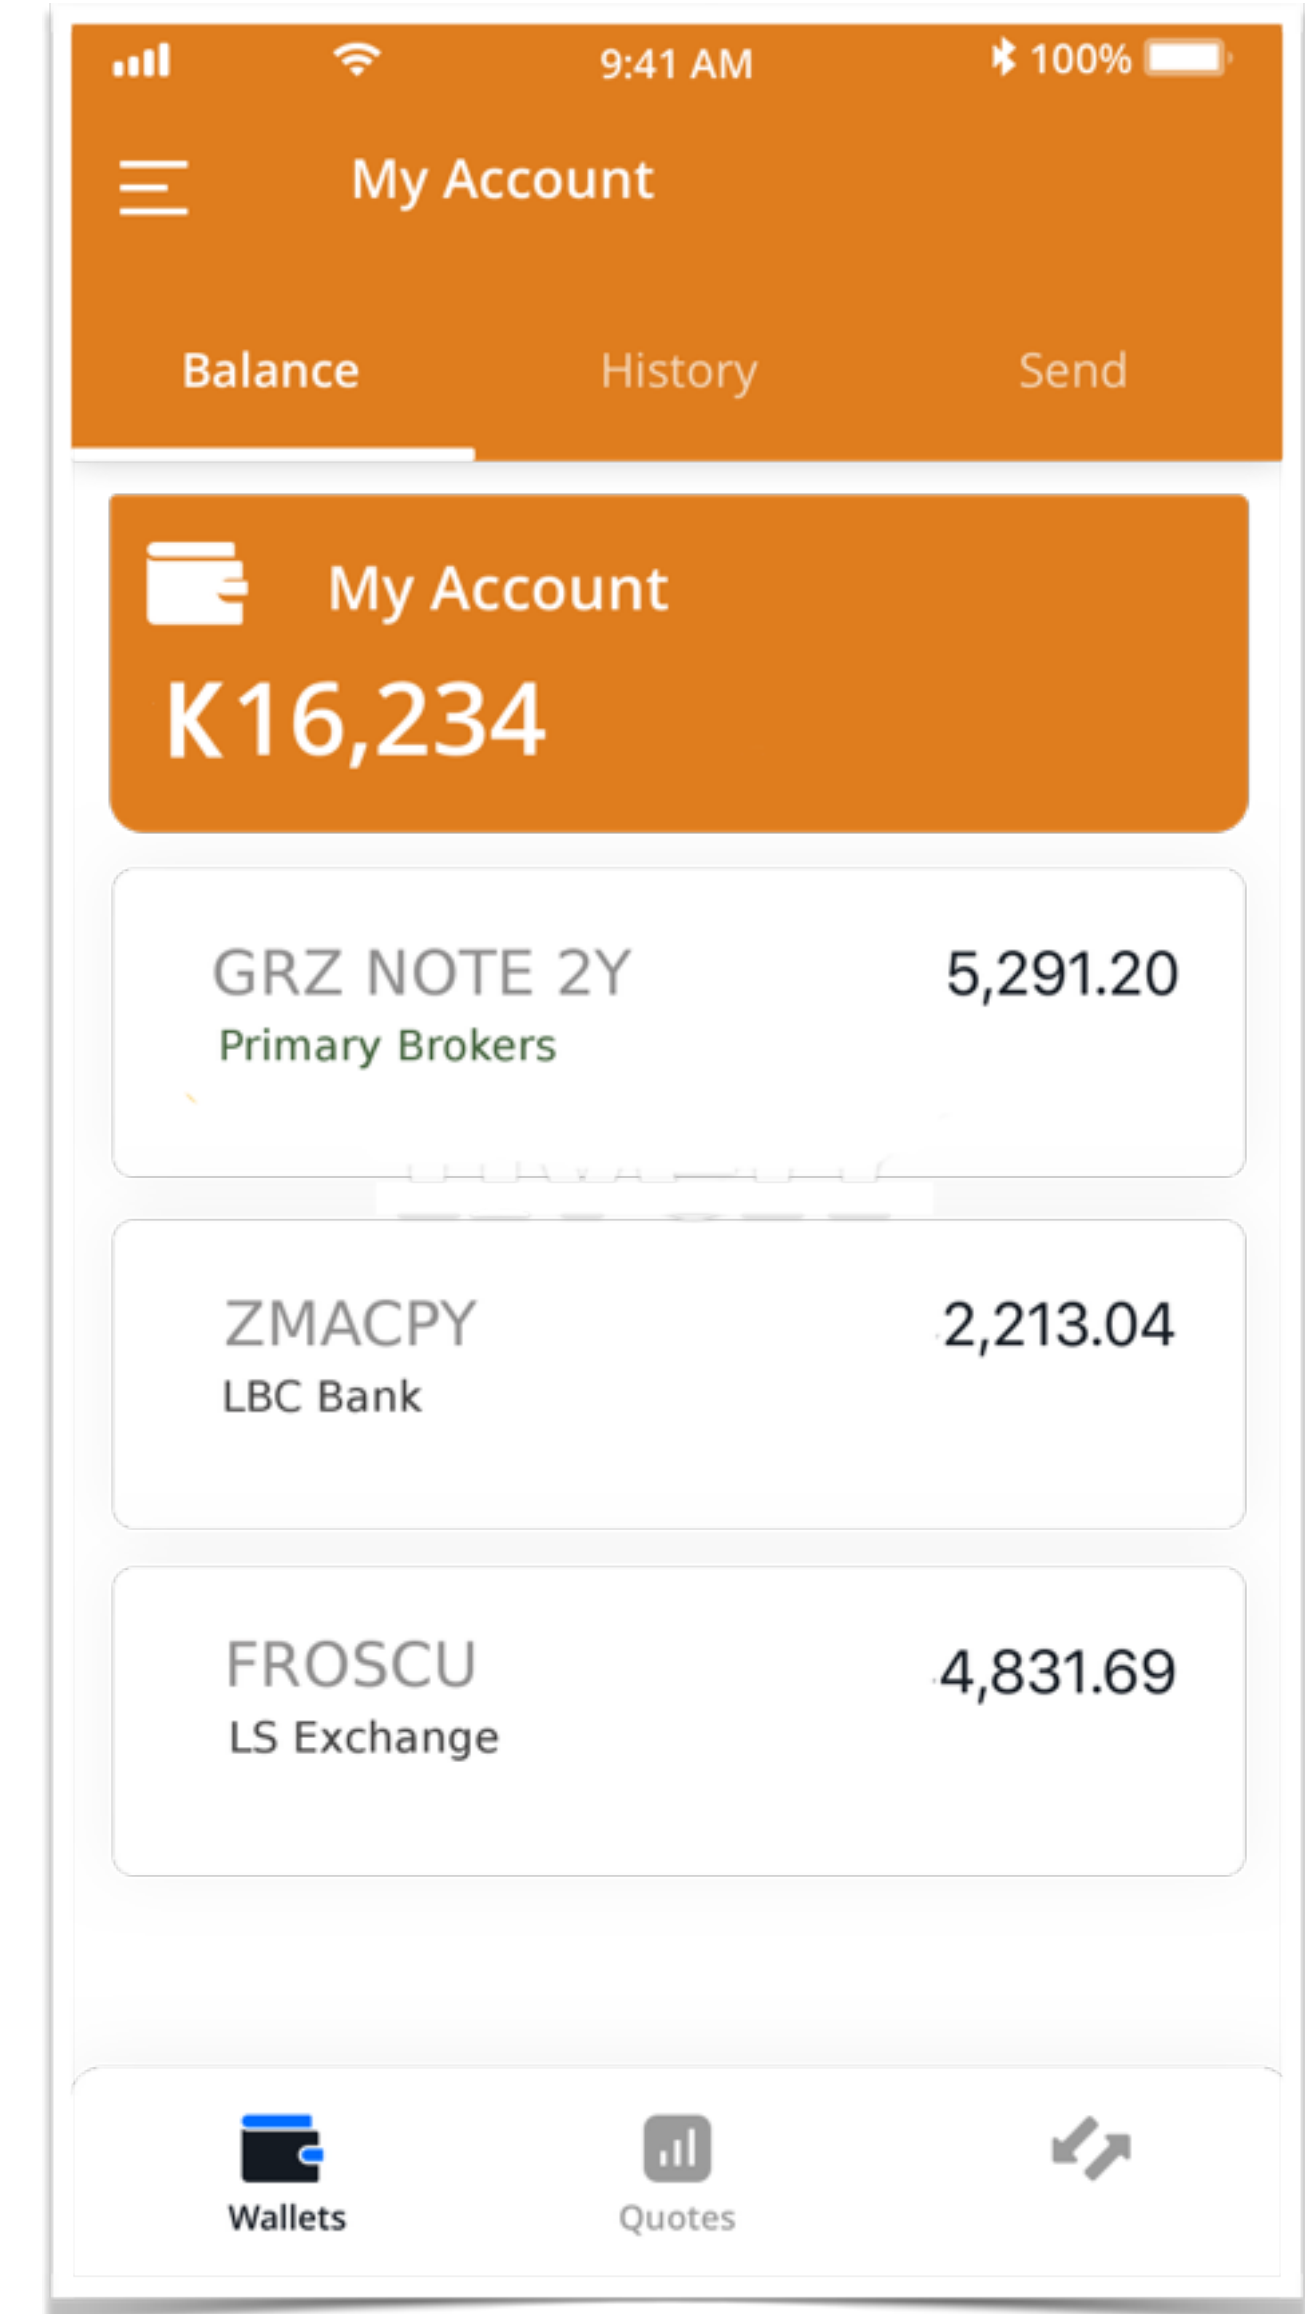 9:41 AM 100%
My Account
Balance History Send
My Account
K16,234
GRZ NOTE 2Y 5,291.20
Primary Brokers
ZMACPY 2,213.04
LBC Bank
FROSCU 4,831.69
LS Exchange
Wallets Quotes